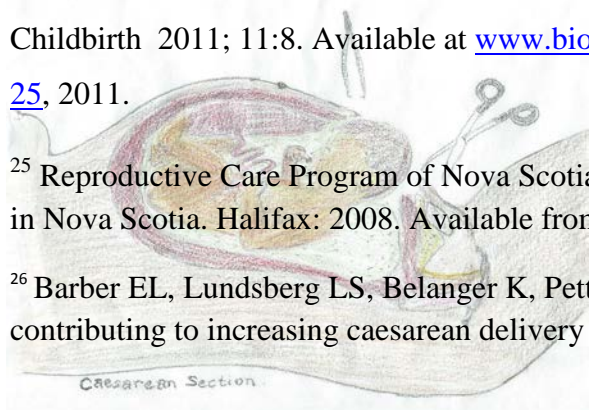 Childbirth 2011; 11:8. Available at www.bio
25, 2011.
25 Reproductive Care Program of Nova Scotia
in Nova Scotia. Halifax: 2008. Available fro
26 Barber EL, Lundsberg LS, Belanger K, Pett
contributing to increasing caesarean delivery
Caesarean Section